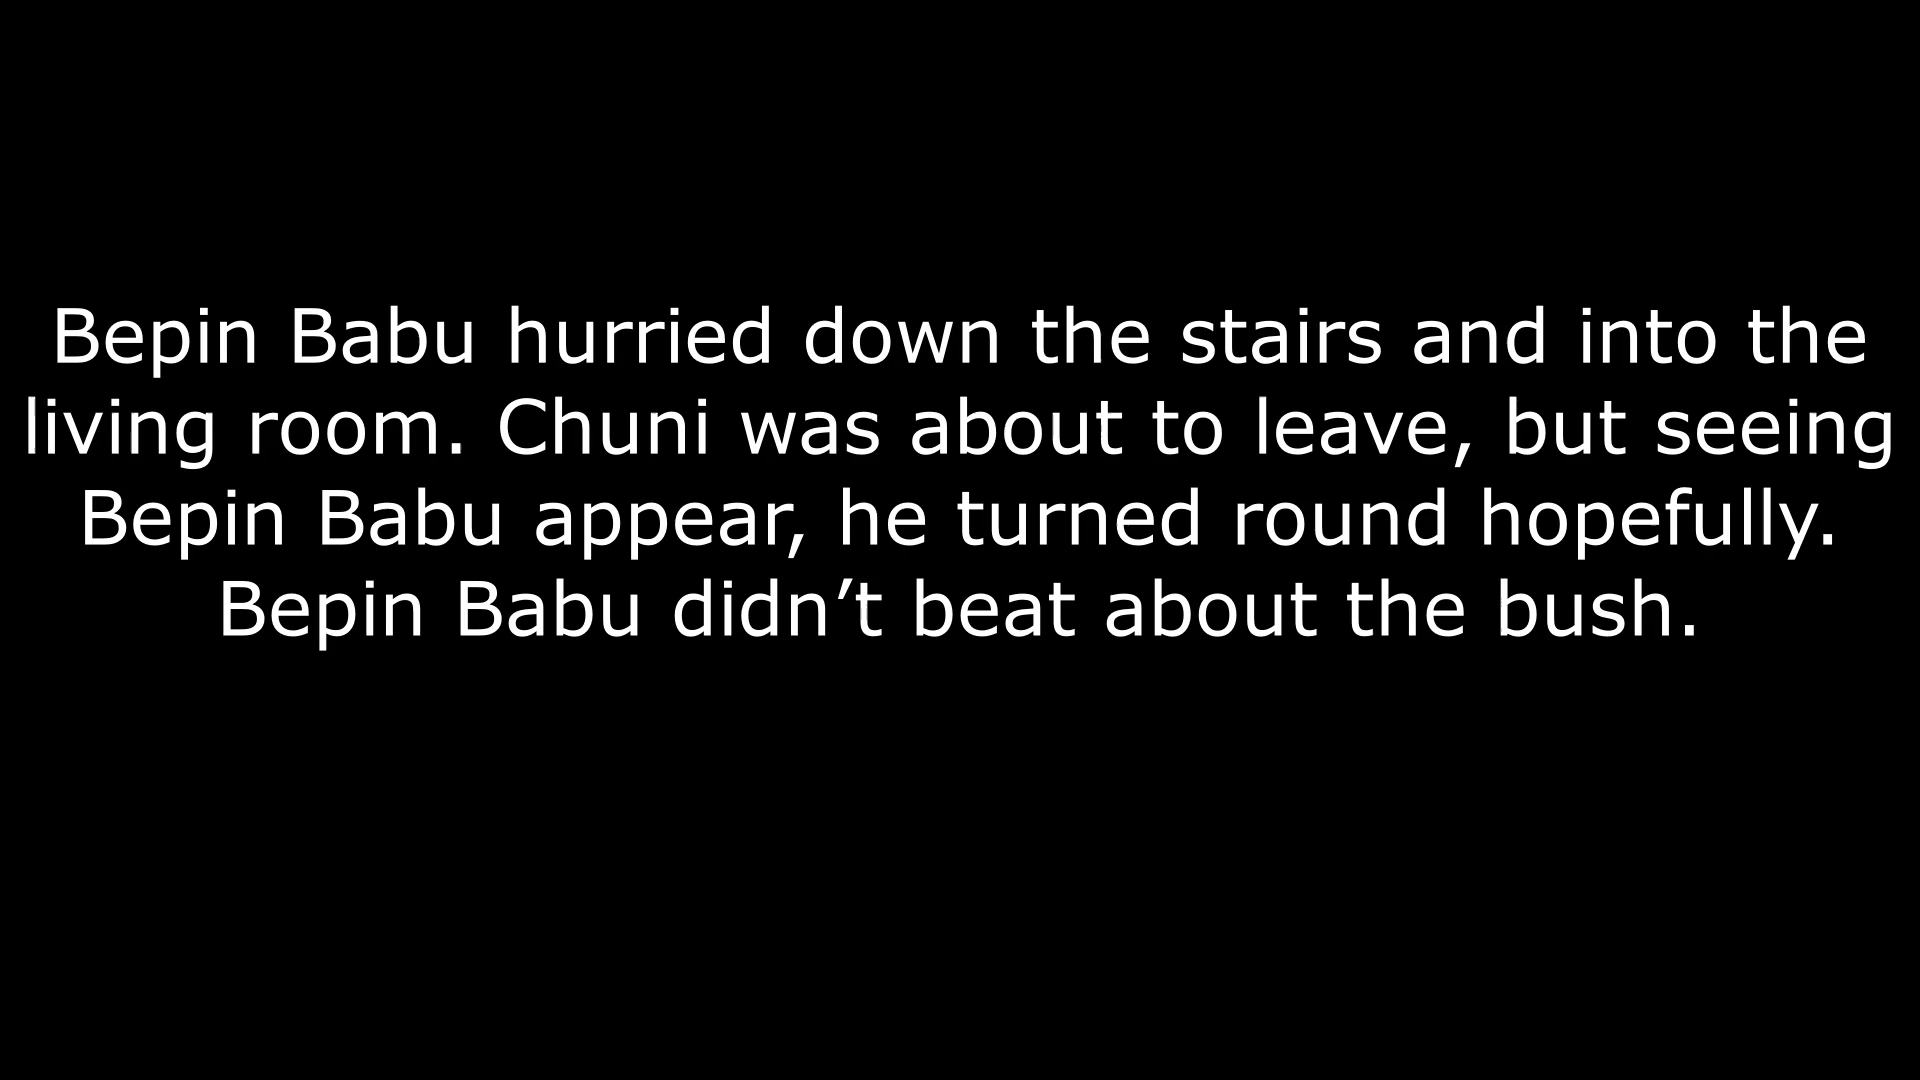 Bepin Babu hurried down the stairs and into the
living room. Chuni was about to leave, but seeing
Bepin Babu appear, he turned round hopefully.
Bepin Babu didn’t beat about the bush.